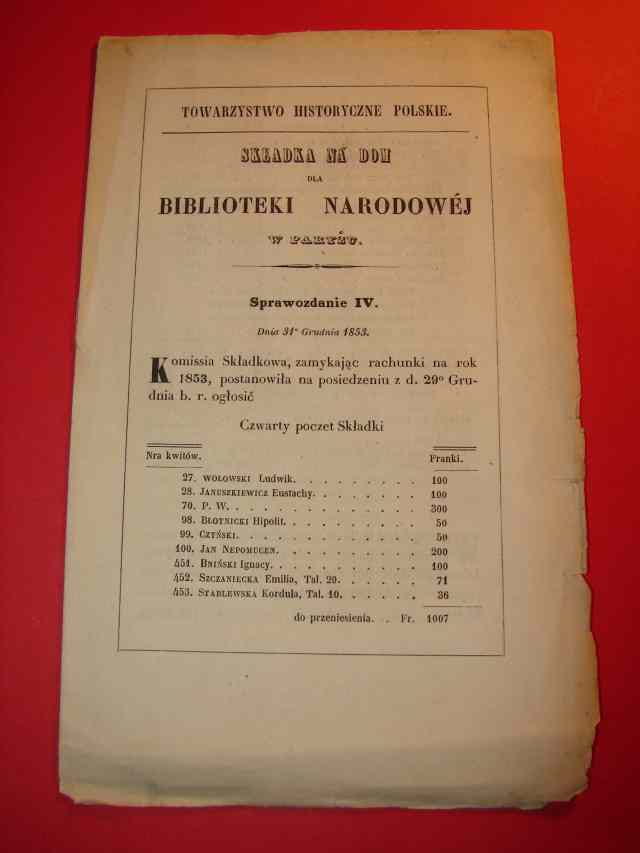 TOWARZYSTWO HISTORYCZNE POLSKIE.
SKŁADKA NA DOM
DLA
BIBLIOTEKI NARODOWÉJ
W PARYŻU.
Sprawozdanie IV.
Dnia 31º Grudnia 1853.
Komissia Składkowa, zamykając rachunki na rok
1853, postanowiła na posiedzeniu z d. 29º Gru-
dnia b. r. ogłosić
Czwarty poczet Składki
Nra kwitów. Franki.
27. WOŁOWSKI Ludwik. . . . . . . . . 100
28. JANUSZKIEWICZ Eustachy. . . . . . . . 100
70. P. W. . . . . . . . . . . . . 300
98. BŁOTNICKI Hipolit. . . . . . . . . . 50
99. CZYŃSKI. . . . . . . . . . . . . 50
100. JAN NEPOMUCEN. . . . . . . . . . 200
451. BNIŃSKI Ignacy. . . . . . . . . . 100
452. SZCZANIECKA Emilia, Tal. 20. . . . . . 71
453. STABLEWSKA Kordula, Tal. 10. . . . . . 36
do przeniesienia. . Fr. 1007